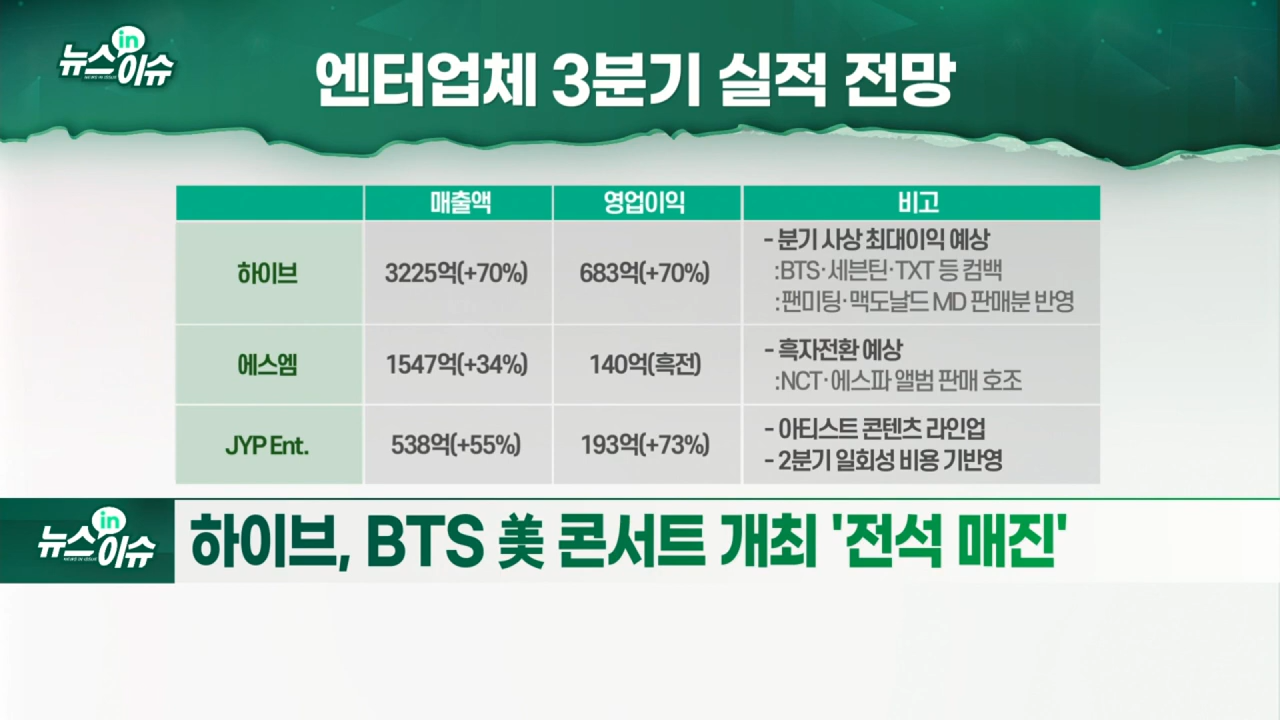 뉴스in이슈
엔터업체 3분기 실적 전망
매출액 영업이익 비고
하이브 3225억(+70%) 683억(+70%) - 분기 사상 최대이익 예상
:BTS·세븐틴·TXT 등 컴백
:팬미팅·맥도날드 MD 판매분 반영
에스엠 1547억(+34%) 140억(흑전) - 흑자전환 예상
:NCT·에스파 앨범 판매 호조
JYP Ent. 538억(+55%) 193억(+73%) - 아티스트 콘텐츠 라인업
- 2분기 일회성 비용 기반영
뉴스in이슈
하이브, BTS 美 콘서트 개최 '전석 매진'